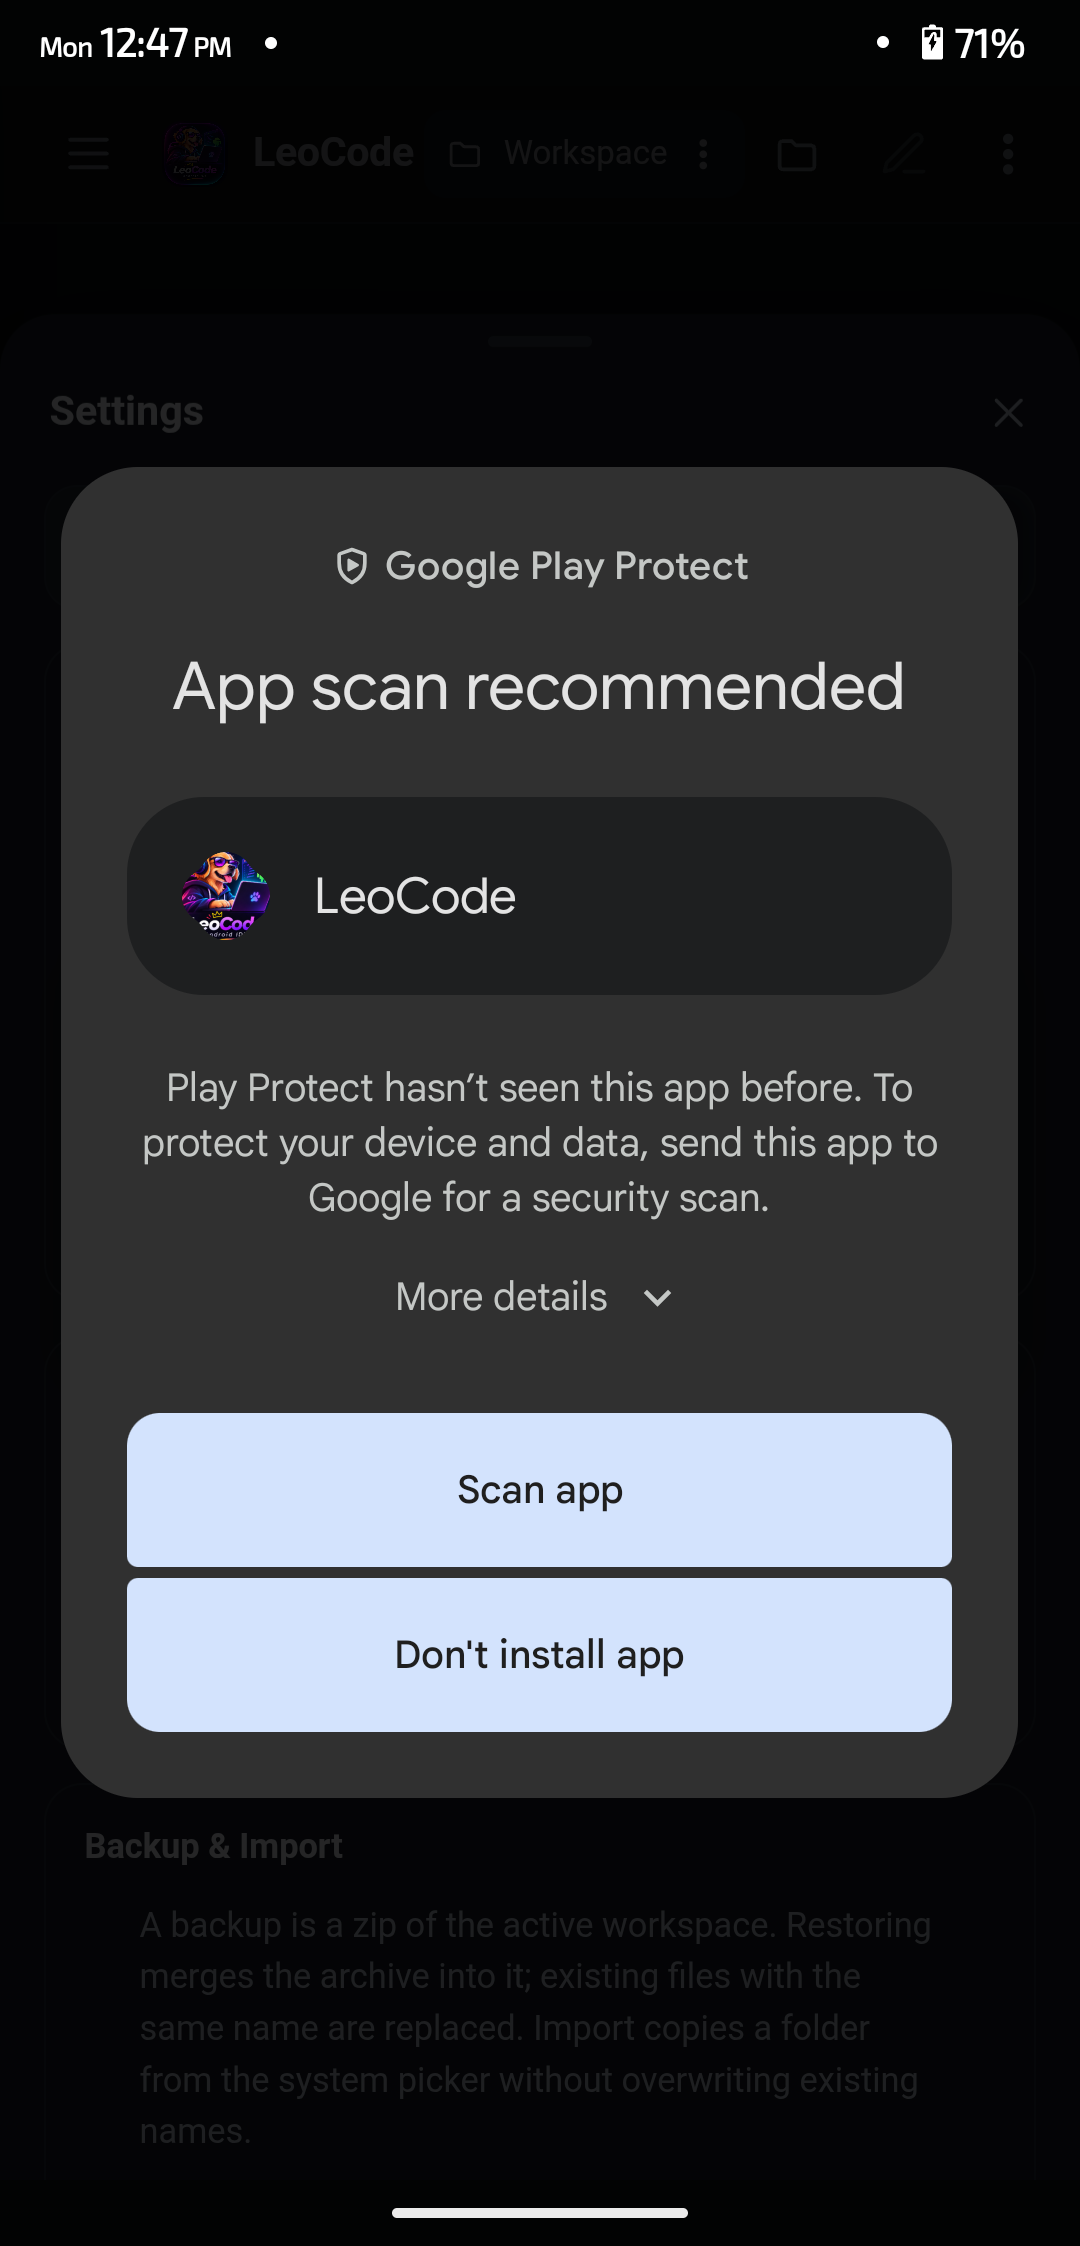 Mon 12:47 PM
71%
LeoCode
Workspace
Settings
Google Play Protect
App scan recommended
LeoCode
Play Protect hasn’t seen this app before. To
protect your device and data, send this app to
Google for a security scan.
More details
Scan app
Don't install app
Backup & Import
A backup is a zip of the active workspace. Restoring
merges the archive into it; existing files with the
same name are replaced. Import copies a folder
from the system picker without overwriting existing
names.